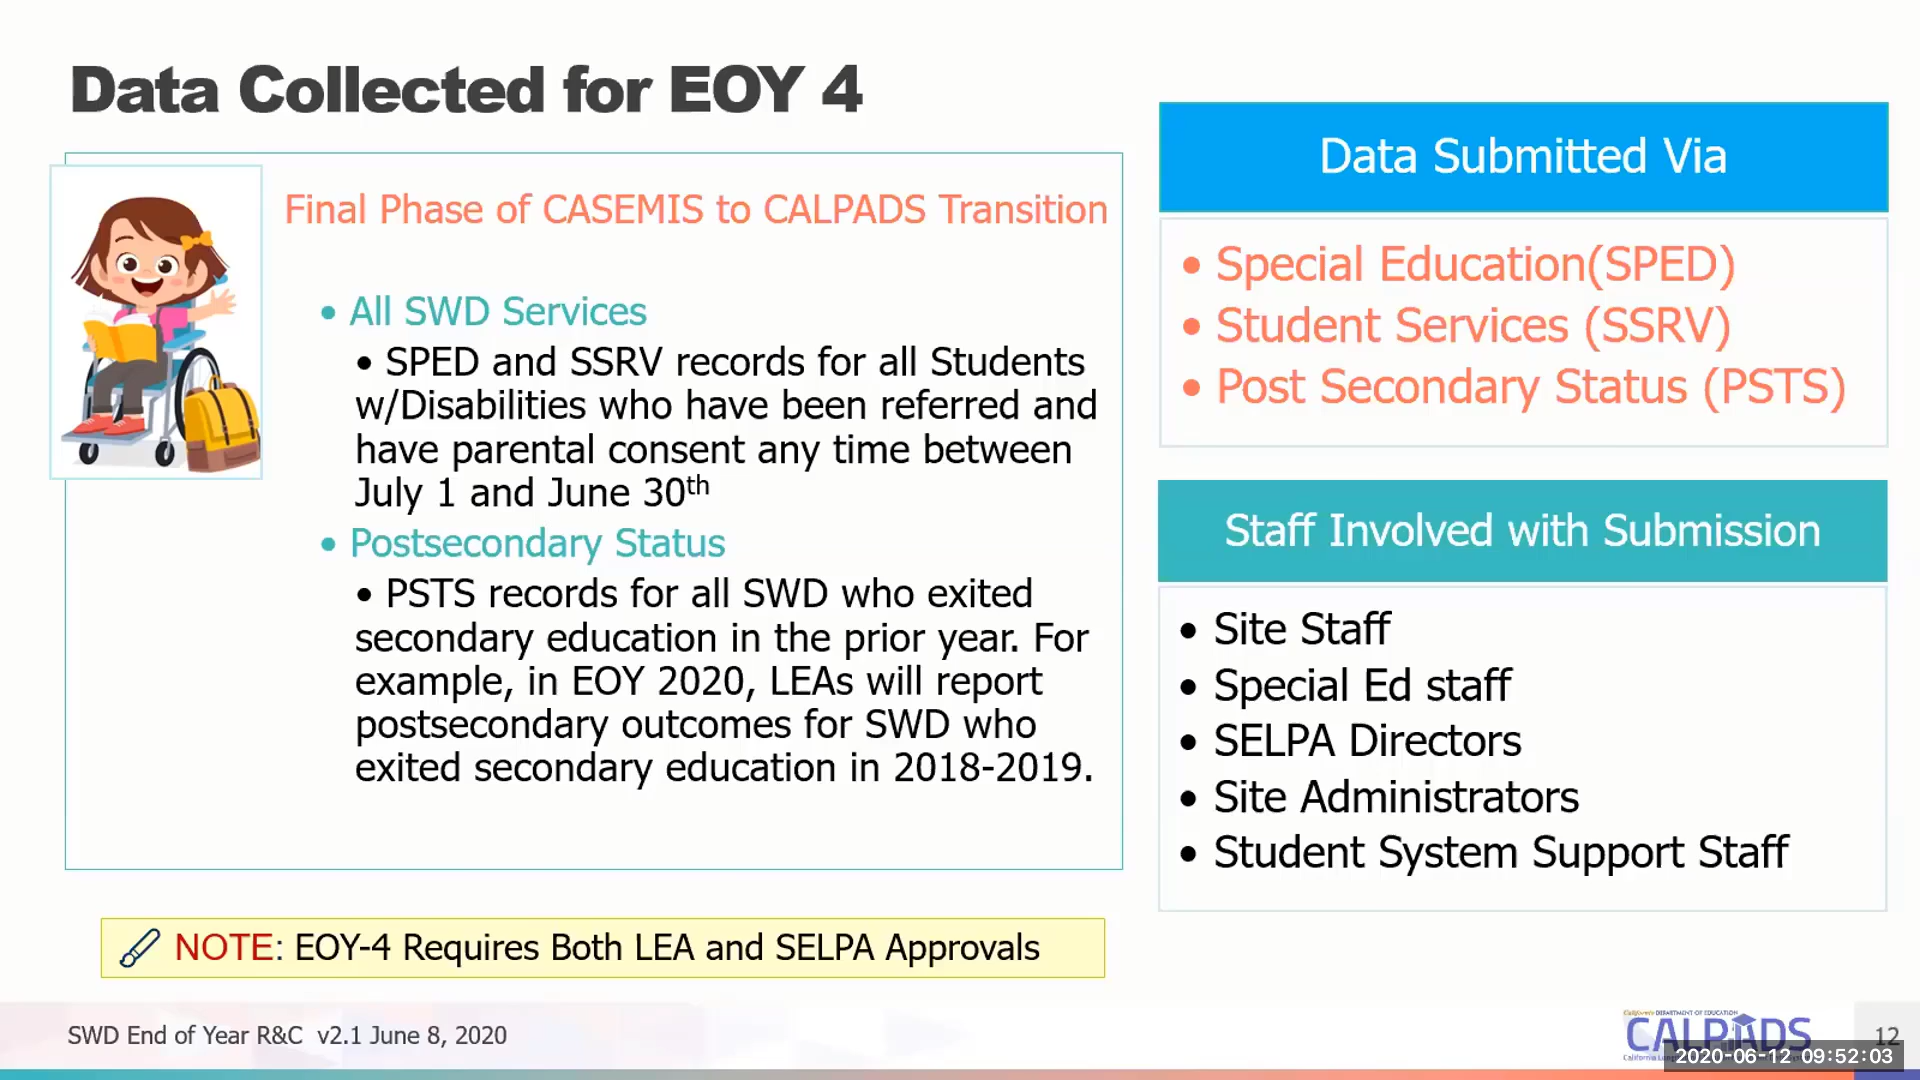 Data Collected for EOY 4
Final Phase of CASEMIS to CALPADS Transition
• All SWD Services
• SPED and SSRV records for all Students
w/Disabilities who have been referred and
have parental consent any time between
July 1 and June 30th
• Postsecondary Status
• PSTS records for all SWD who exited
secondary education in the prior year. For
example, in EOY 2020, LEAs will report
postsecondary outcomes for SWD who
exited secondary education in 2018-2019.
NOTE: EOY-4 Requires Both LEA and SELPA Approvals
Data Submitted Via
• Special Education(SPED)
• Student Services (SSRV)
• Post Secondary Status (PSTS)
Staff Involved with Submission
• Site Staff
• Special Ed staff
• SELPA Directors
• Site Administrators
• Student System Support Staff
SWD End of Year R&C v2.1 June 8, 2020
California DEPARTMENT OF EDUCATION
CALPADS
12
2020-06-12 09:52:03